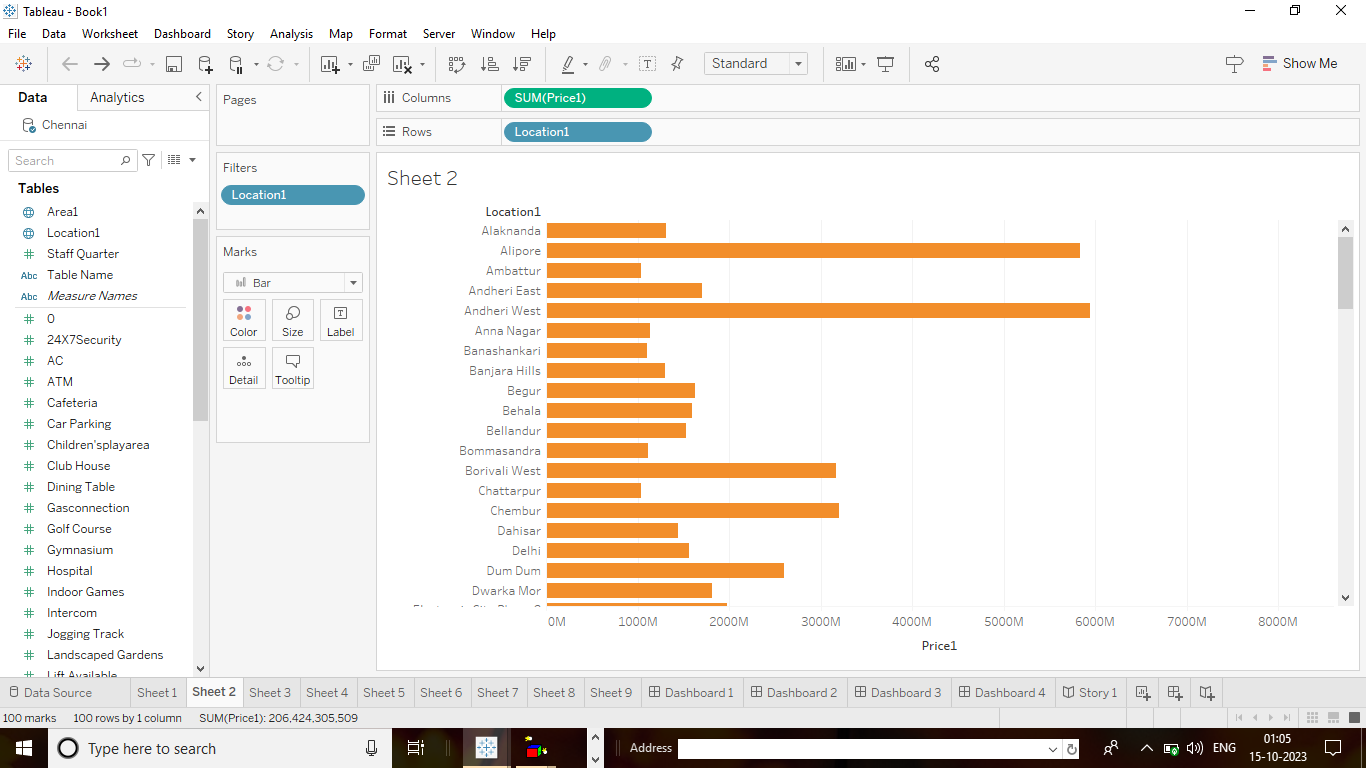 Tableau - Book1
File Data Worksheet Dashboard Story Analysis Map Format Server Window Help
Standard
Show Me
Data Analytics
Chennai
Search
Tables
Area1
Location1
# Staff Quarter
Abc Table Name
Abc Measure Names
# 0
# 24X7Security
# AC
# ATM
# Cafeteria
# Car Parking
# Children'splayarea
# Club House
# Dining Table
# Gasconnection
# Golf Course
# Gymnasium
# Hospital
# Indoor Games
# Intercom
# Jogging Track
# Landscaped Gardens
# Lift Available
Pages
Filters
Location1
Marks
Bar
Color Size Label
Detail Tooltip
Columns SUM(Price1)
Rows Location1
Sheet 2
Location1
Alaknanda
Alipore
Ambattur
Andheri East
Andheri West
Anna Nagar
Banashankari
Banjara Hills
Begur
Behala
Bellandur
Bommasandra
Borivali West
Chattarpur
Chembur
Dahisar
Delhi
Dum Dum
Dwarka Mor
0M 1000M 2000M 3000M 4000M 5000M 6000M 7000M 8000M
Price1
Data Source Sheet 1 Sheet 2 Sheet 3 Sheet 4 Sheet 5 Sheet 6 Sheet 7 Sheet 8 Sheet 9 Dashboard 1 Dashboard 2 Dashboard 3 Dashboard 4 Story 1
100 marks 100 rows by 1 column SUM(Price1): 206,424,305,509
Type here to search
Address
ENG
01:05
15-10-2023